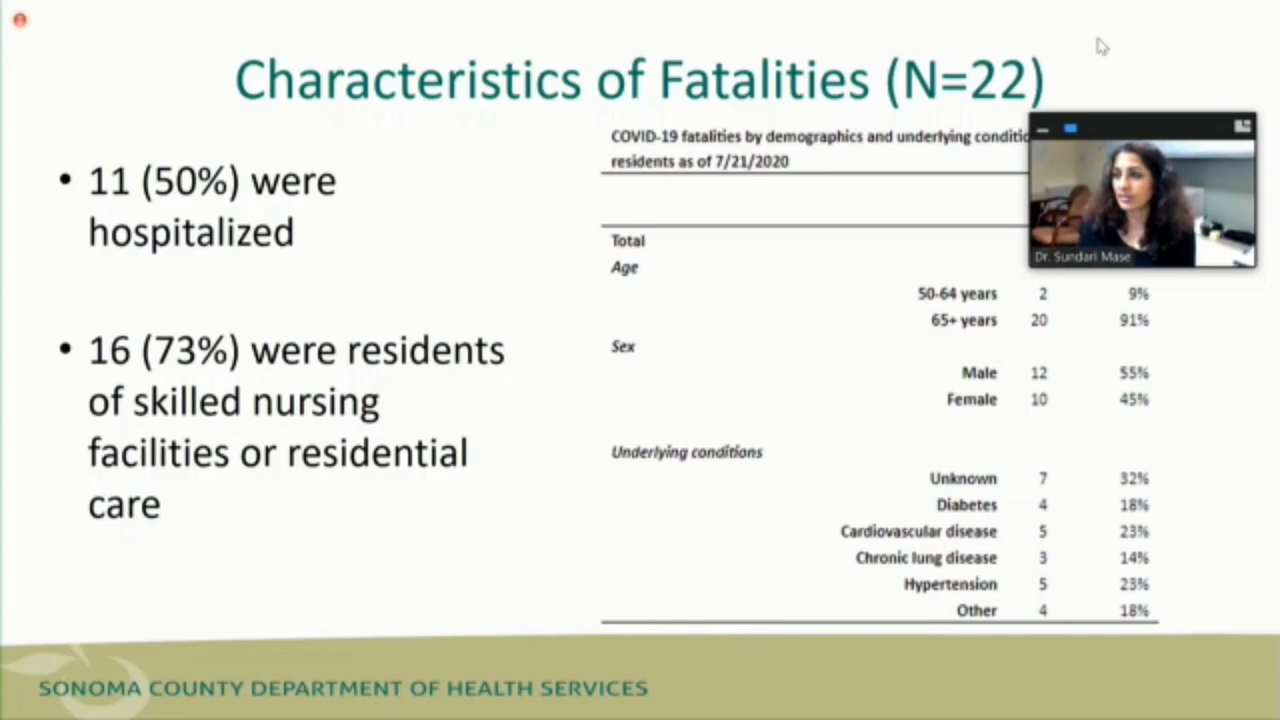 Characteristics of Fatalities (N=22)
• 11 (50%) were
hospitalized
• 16 (73%) were residents
of skilled nursing
facilities or residential
care
COVID-19 fatalities by demographics and underlying
residents as of 7/21/2020
Total
Age
50-64 years 2 9%
65+ years 20 91%
Sex
Male 12 55%
Female 10 45%
Underlying conditions
Unknown 7 32%
Diabetes 4 18%
Cardiovascular disease 5 23%
Chronic lung disease 3 14%
Hypertension 5 23%
Other 4 18%
Dr. Sundari Mase
SONOMA COUNTY DEPARTMENT OF HEALTH SERVICES